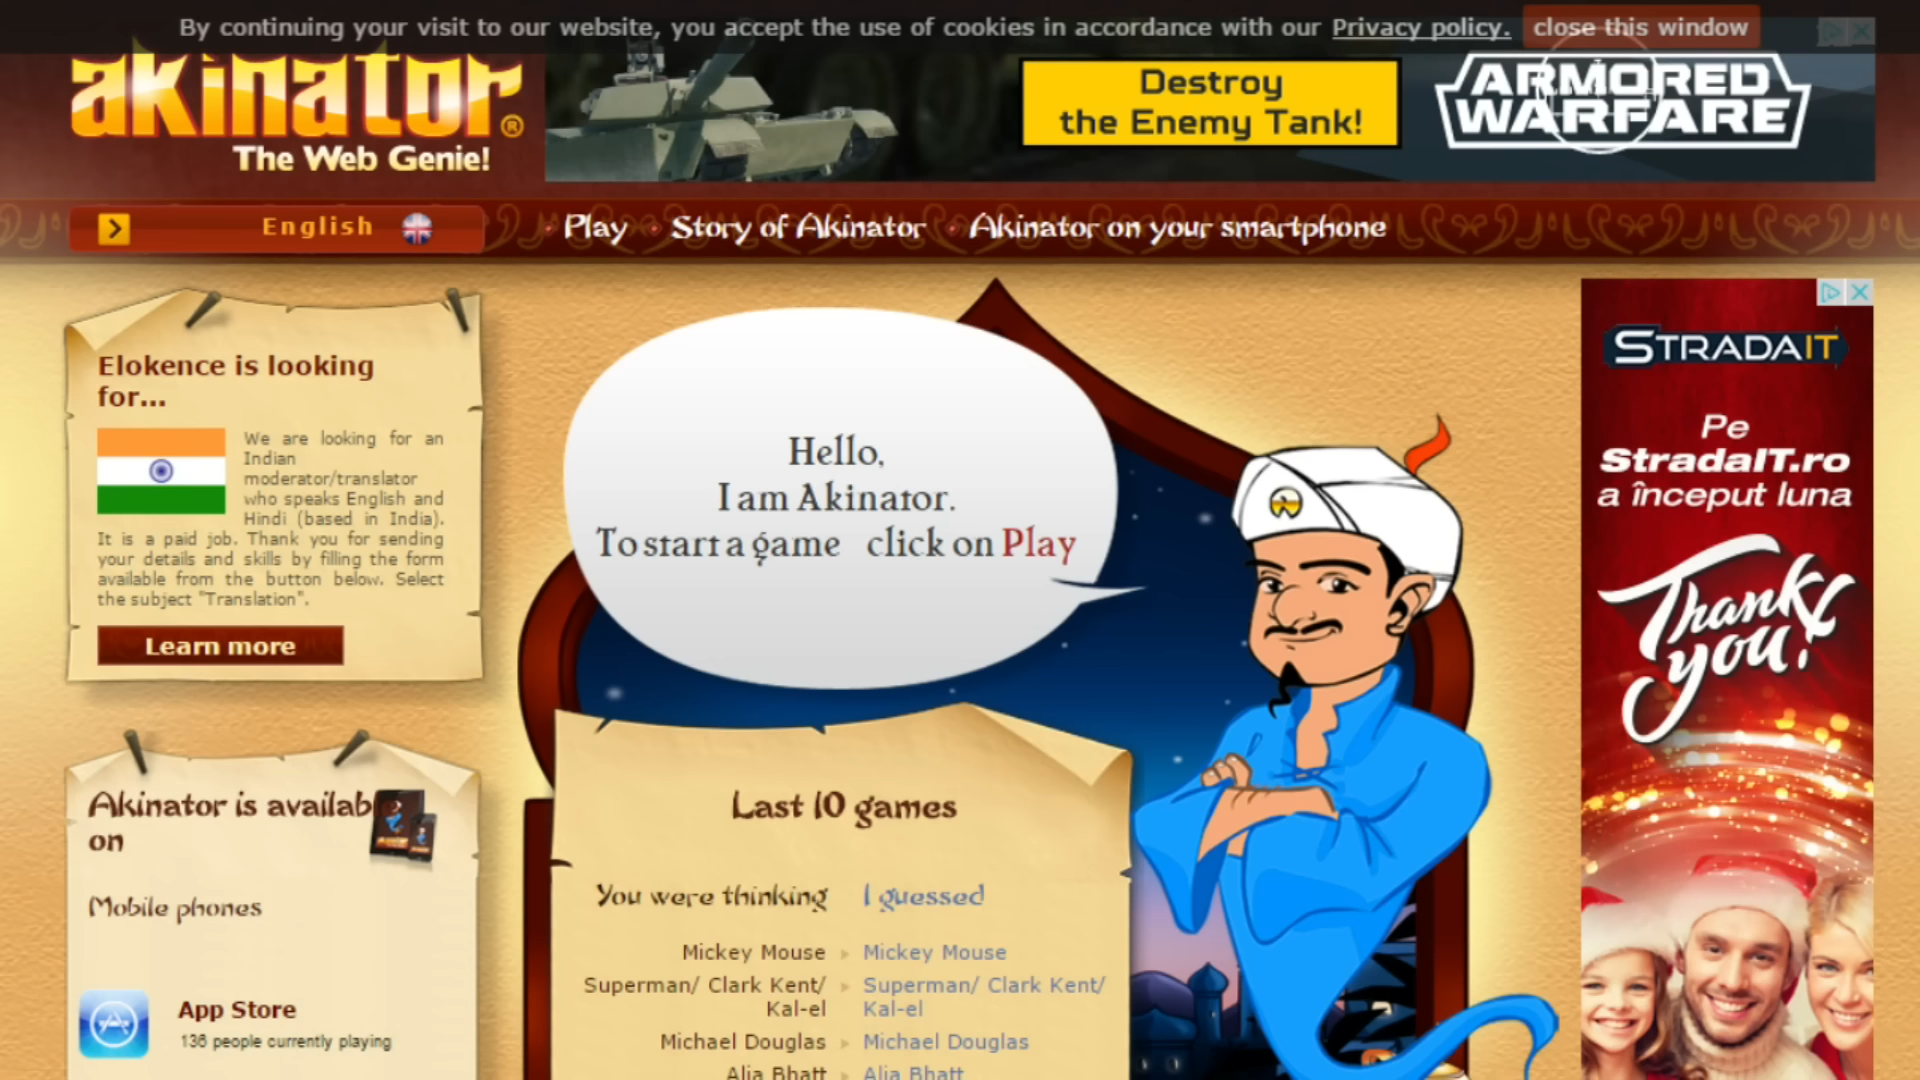 By continuing your visit to our website, you accept the use of cookies in accordance with our Privacy policy. close this window
akinator®
The Web Genie!
Destroy
the Enemy Tank!
ARMORED
WARFARE
English
Play
Story of Akinator
Akinator on your smartphone
Elokence is looking
for...
We are looking for an
Indian
moderator/translator
who speaks English and
Hindi (based in India).
It is a paid job. Thank you for sending
your details and skills by filling the form
available from the button below. Select
the subject "Translation".
Learn more
Hello,
I am Akinator.
To start a game click on Play
STRADAIT
Pe
StradaIT.ro
a început luna
Thank
you!
Akinator is availab
on
Mobile phones
App Store
136 people currently playing
Last 10 games
You were thinking I guessed
Mickey Mouse Mickey Mouse
Superman/ Clark Kent/ Superman/ Clark Kent/
Kal-el Kal-el
Michael Douglas Michael Douglas
Alia Bhatt Alia Bhatt